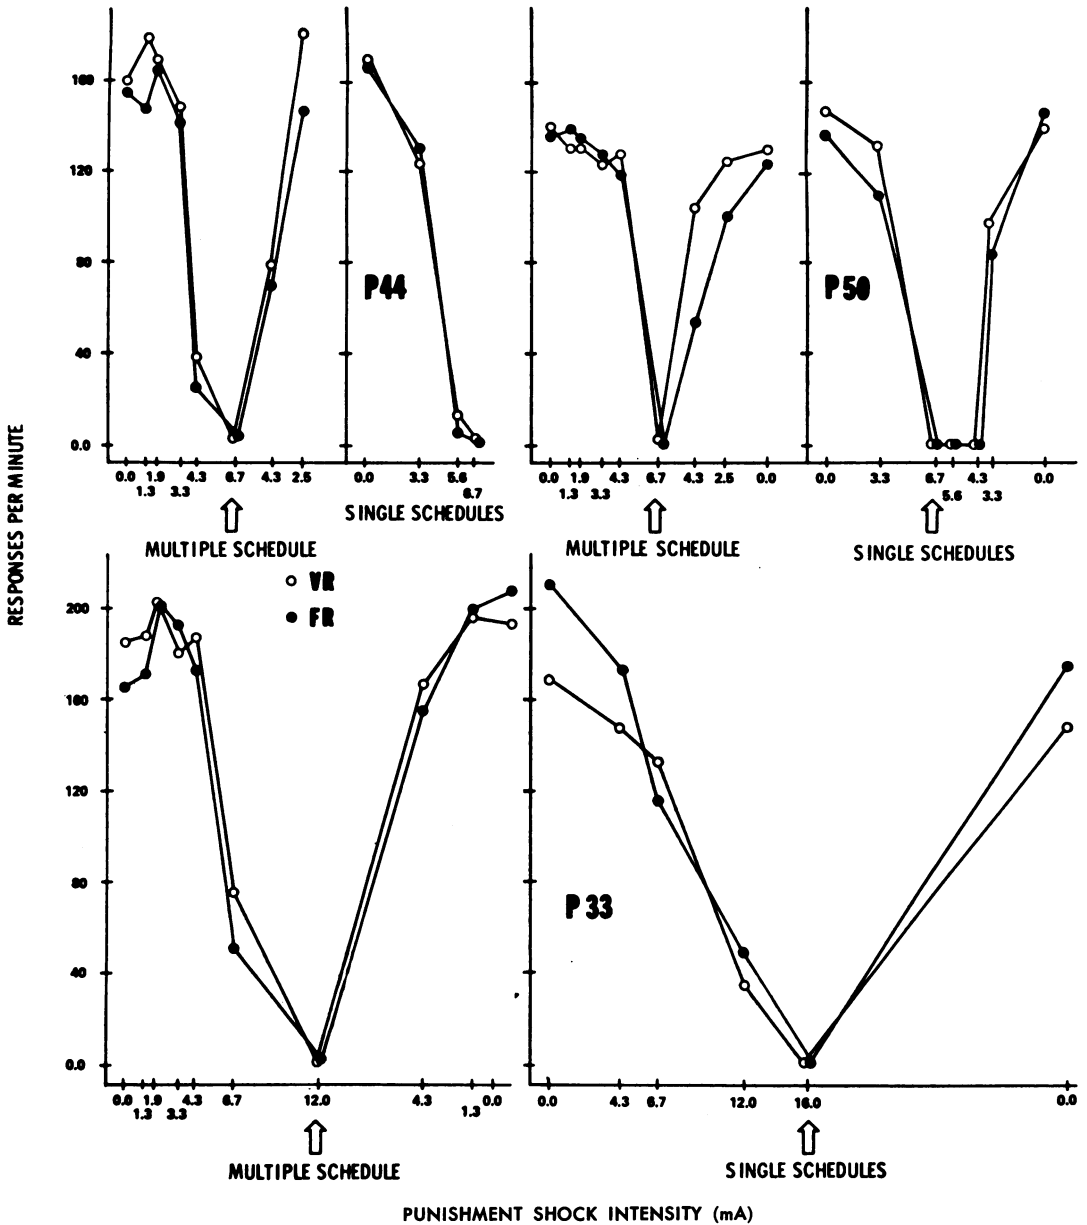 160
120
80
40
0.0
P44
P50
0.0 1.9 4.3 6.7 4.3 2.5
1.3 3.3
0.0 3.3 5.6
6.7
0.0 1.9 4.3 6.7 4.3 2.5 0.0
1.3 3.3
0.0 3.3 6.7 4.3 0.0
5.6 3.3
MULTIPLE SCHEDULE
SINGLE SCHEDULES
MULTIPLE SCHEDULE
SINGLE SCHEDULES
RESPONSES PER MINUTE
VR
FR
200
160
120
80
40
0.0
P33
0.0 1.9 4.3 6.7 12.0 4.3 0.0
1.3 3.3 1.3
0.0 4.3 6.7 12.0 16.0 0.0
MULTIPLE SCHEDULE
SINGLE SCHEDULES
PUNISHMENT SHOCK INTENSITY (mA)